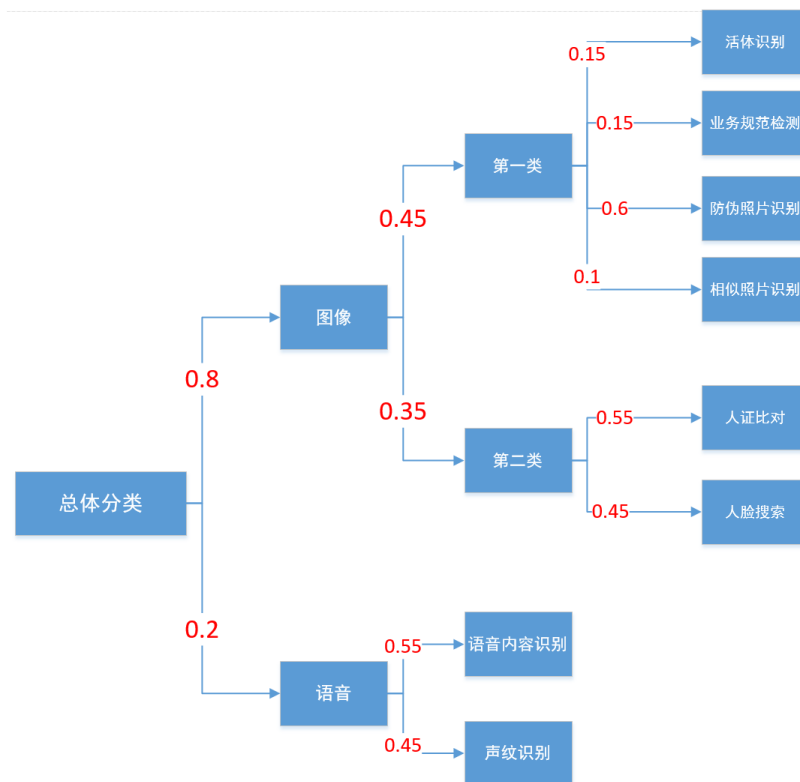 0.15
活体识别
0.15
业务规范检测
第一类
0.6
防伪照片识别
0.45
0.1
相似照片识别
图像
0.8
0.35
0.55
人证比对
第二类
总体分类
0.45
人脸搜索
0.2
0.55
语音内容识别
语音
0.45
声纹识别